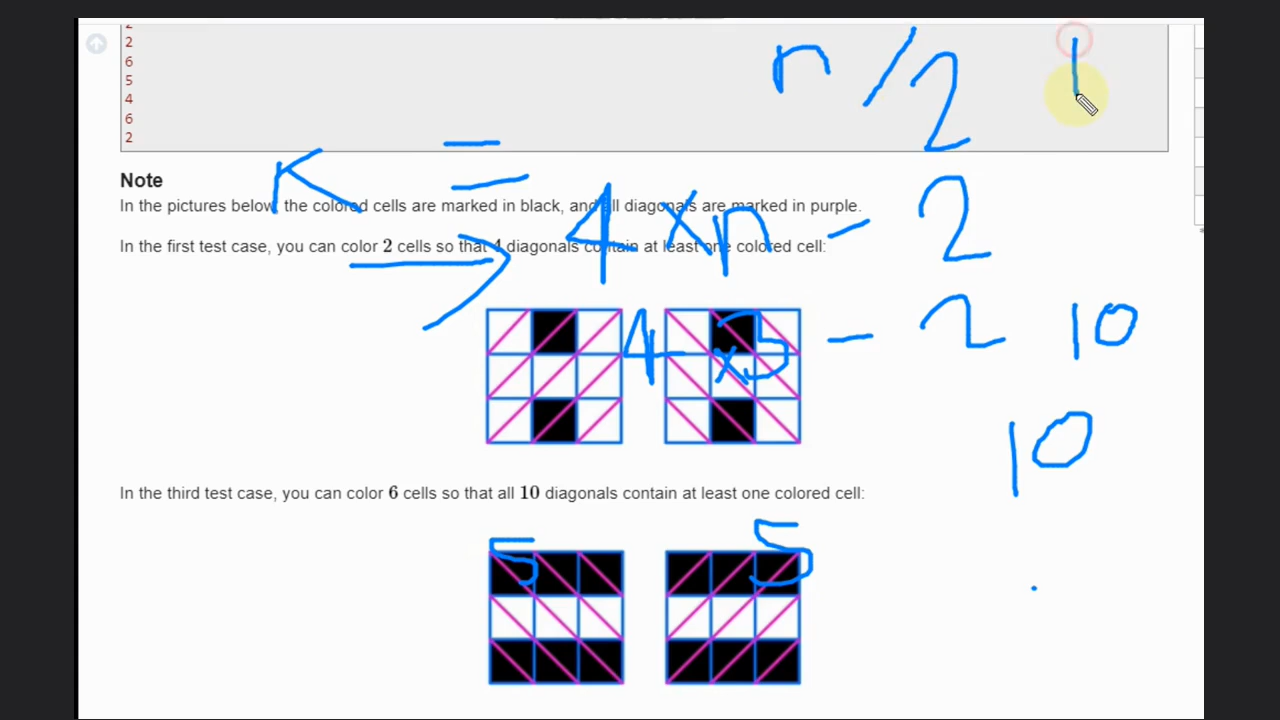 2
2
6
5
4
6
2
n / 2 1
K = 4 x n - 2
Note
In the pictures below, the colored cells are marked in black, and all diagonals are marked in purple.
In the first test case, you can color 2 cells so that 4 diagonals contain at least one colored cell:
4 x 3 - 2 10
10
In the third test case, you can color 6 cells so that all 10 diagonals contain at least one colored cell:
5 5